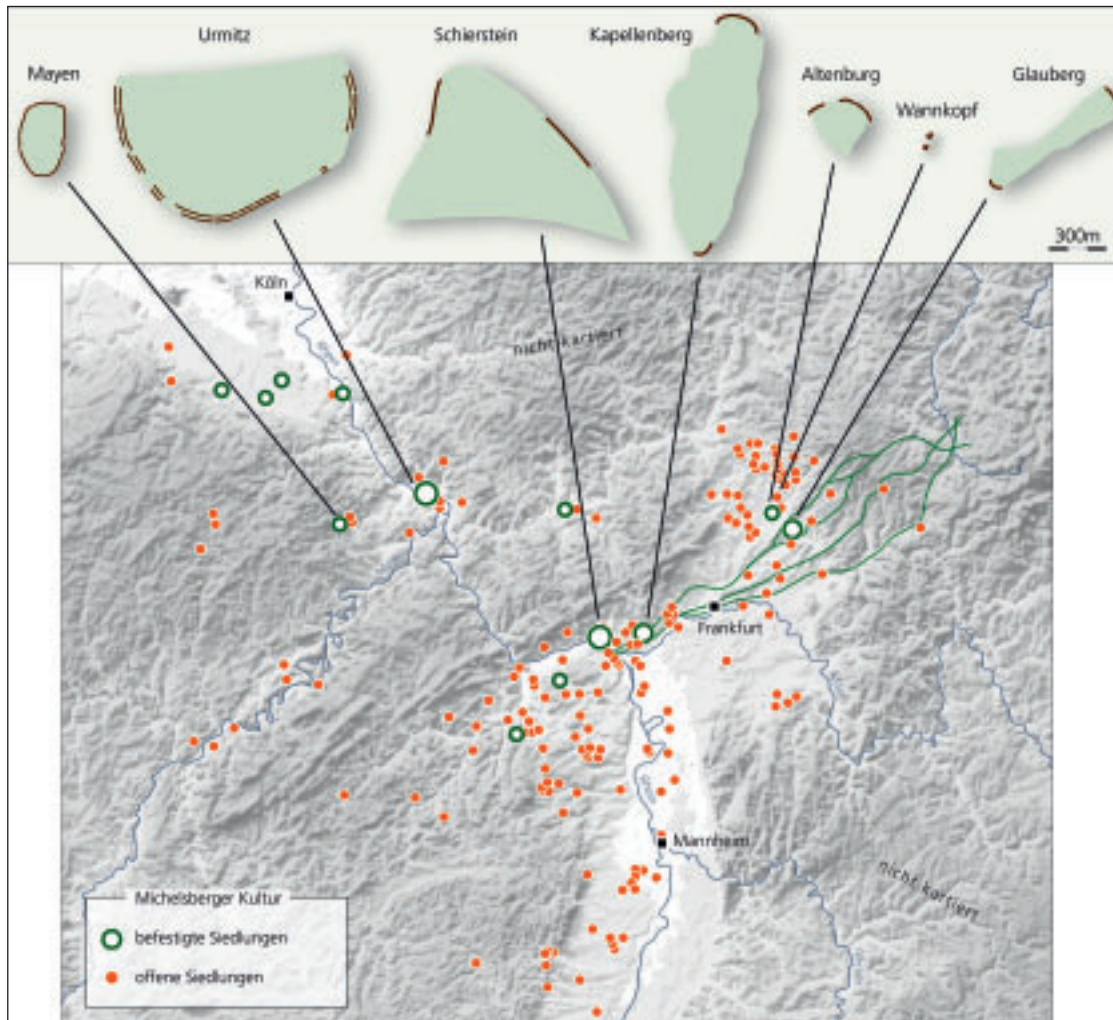 Urmitz
Schierstein
Kapellenberg
Mayen
Altenburg
Glauberg
Wannkopf
300m
Köln
nicht kartiert
Frankfurt
Mannheim
nicht kartiert
Michelsberger Kultur
befestigte Siedlungen
offene Siedlungen